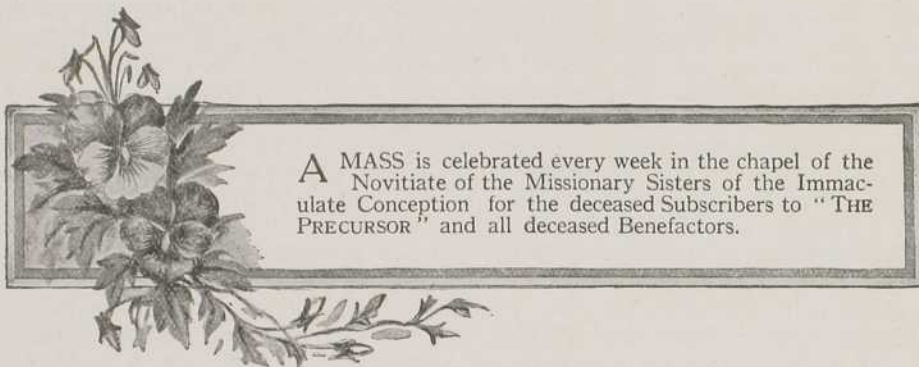 A MASS is celebrated every week in the chapel of the
Novitiate of the Missionary Sisters of the Immac-
ulate Conception for the deceased Subscribers to "THE
PRECURSOR" and all deceased Benefactors.